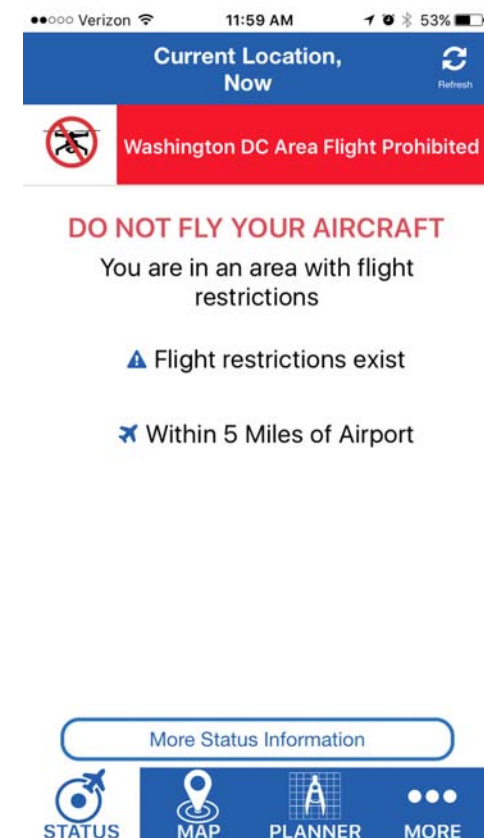 ●●○○○ Verizon 11:59 AM 53%
Current Location,
Now
Refresh
Washington DC Area Flight Prohibited
DO NOT FLY YOUR AIRCRAFT
You are in an area with flight
restrictions
Flight restrictions exist
Within 5 Miles of Airport
More Status Information
STATUS MAP PLANNER MORE